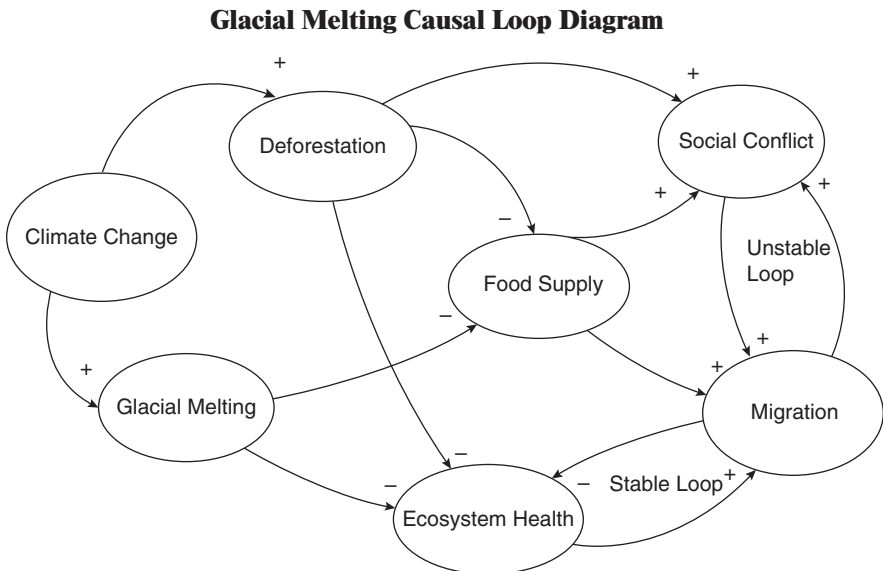 Glacial Melting Causal Loop Diagram
+
+
Deforestation
Social Conflict
+
+
Climate Change
–
Unstable
Loop
Food Supply
–
+
+
+
Glacial Melting
Migration
–
–
–
Stable Loop
+
Ecosystem Health